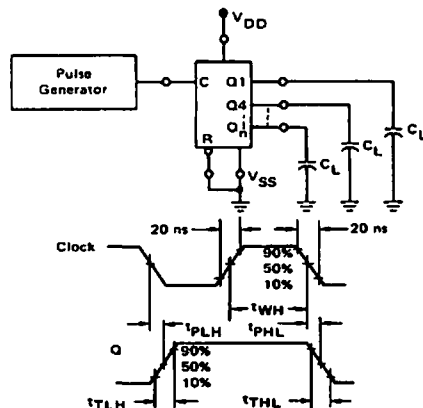 VDD
Pulse
Generator
C
Q1
Q4
Qn
R
VSS
CL
CL
CL
20 ns
20 ns
Clock
90%
50%
10%
tWH
tPLH
tPHL
Q
90%
50%
10%
tTLH
tTHL